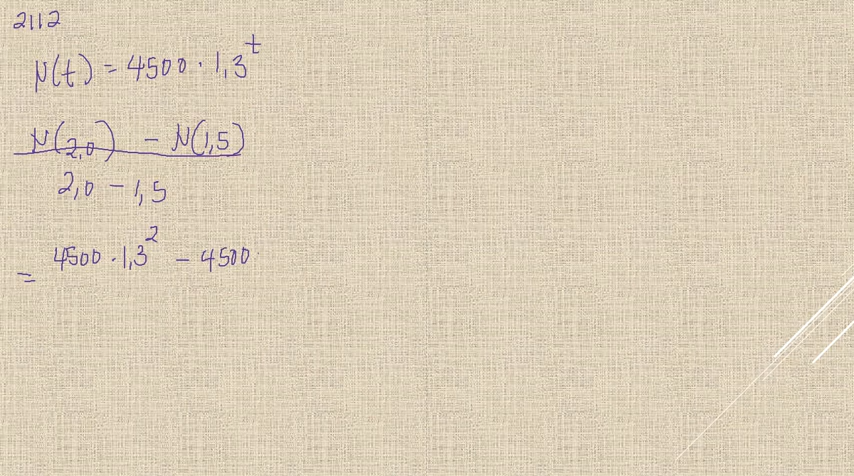 2112
N(t) = 4500 · 1,3^t
N(2,0) - N(1,5)
2,0 - 1,5
= 4500 · 1,3^2 - 4500